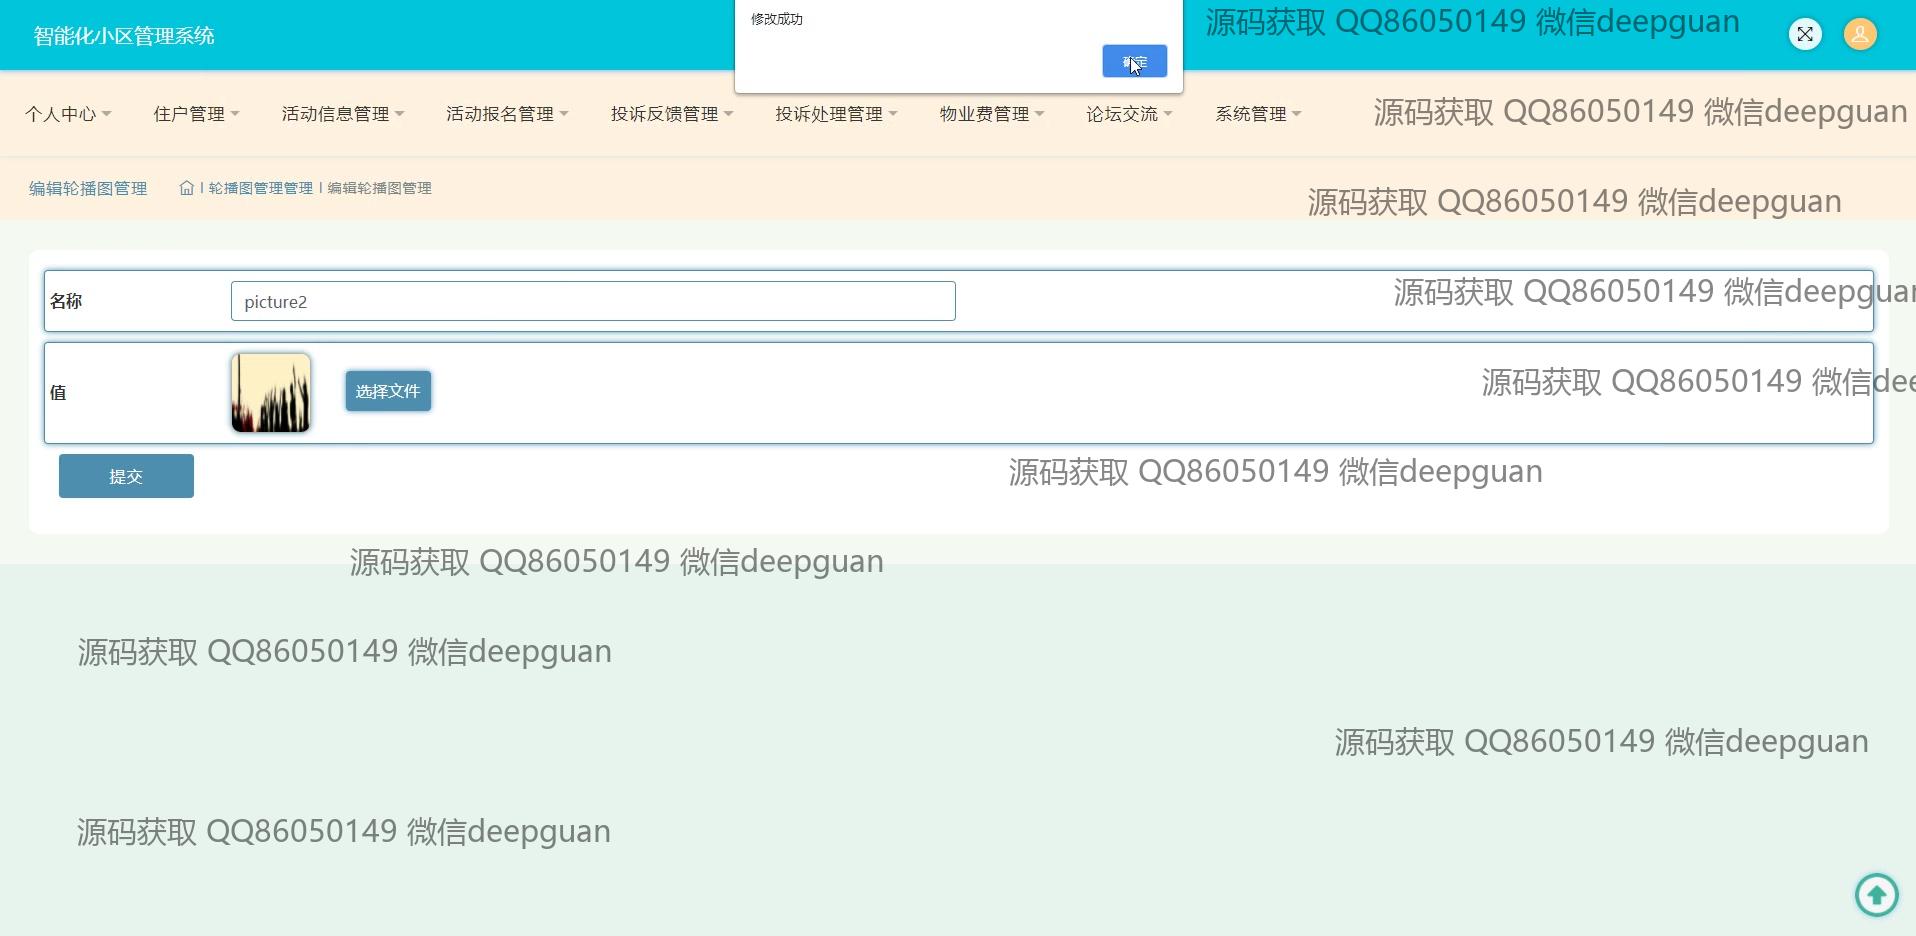 修改成功
确定
智能化小区管理系统
源码获取 QQ86050149 微信deepguan
个人中心 住户管理 活动信息管理 活动报名管理 投诉反馈管理 投诉处理管理 物业费管理 论坛交流 系统管理
源码获取 QQ86050149 微信deepguan
编辑轮播图管理 轮播图管理管理 编辑轮播图管理
源码获取 QQ86050149 微信deepguan
名称 picture2
源码获取 QQ86050149 微信deepguan
值 选择文件
源码获取 QQ86050149 微信dee
提交
源码获取 QQ86050149 微信deepguan
源码获取 QQ86050149 微信deepguan
源码获取 QQ86050149 微信deepguan
源码获取 QQ86050149 微信deepguan
源码获取 QQ86050149 微信deepguan